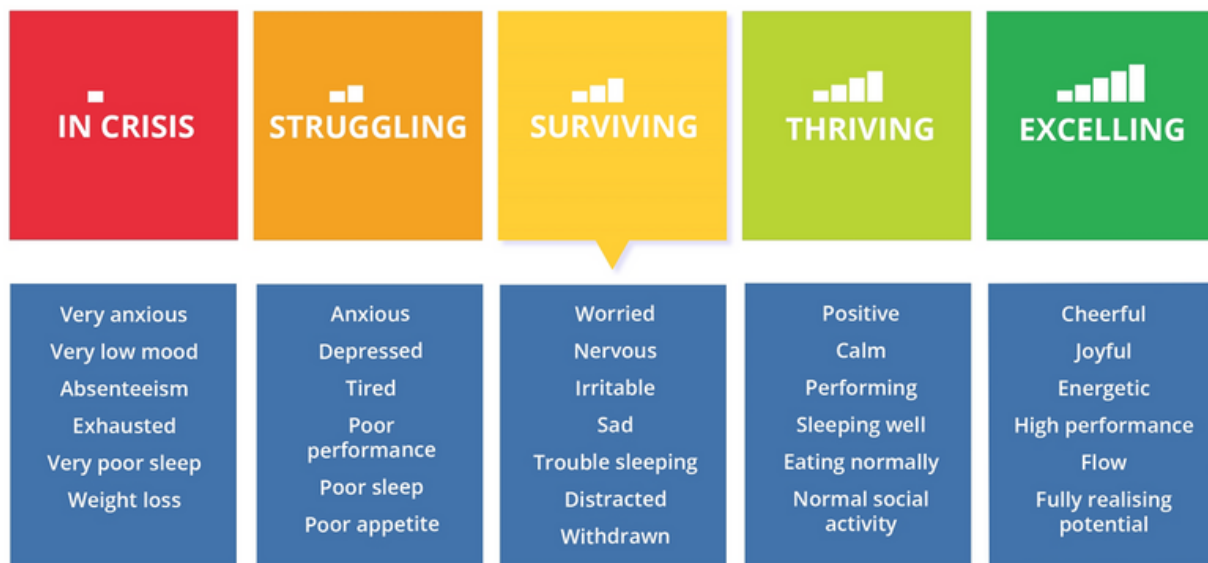 IN CRISIS
STRUGGLING
SURVIVING
THRIVING
EXCELLING
Very anxious
Very low mood
Absenteeism
Exhausted
Very poor sleep
Weight loss
Anxious
Depressed
Tired
Poor
performance
Poor sleep
Poor appetite
Worried
Nervous
Irritable
Sad
Trouble sleeping
Distracted
Withdrawn
Positive
Calm
Performing
Sleeping well
Eating normally
Normal social
activity
Cheerful
Joyful
Energetic
High performance
Flow
Fully realising
potential